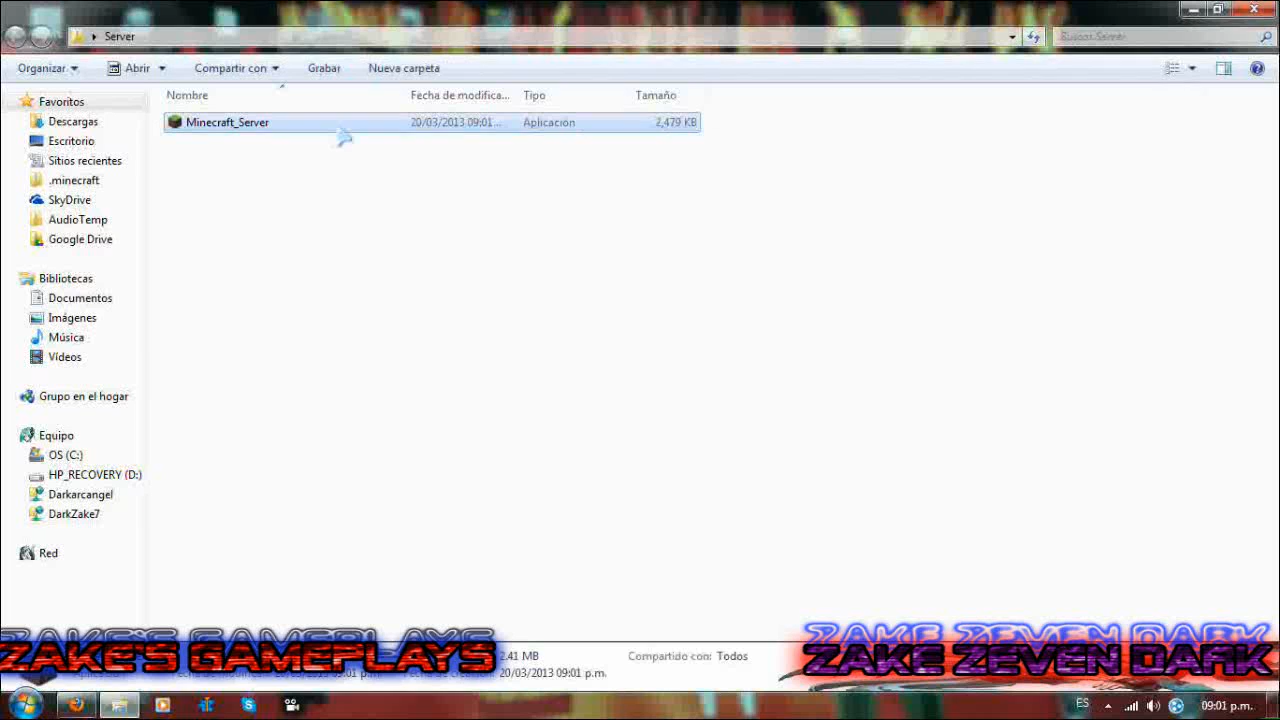 Server
Buscar Server
Organizar
Abrir
Compartir con
Grabar
Nueva carpeta
Nombre
Fecha de modifica...
Tipo
Tamaño
Minecraft_Server
20/03/2013 09:01...
Aplicación
2,479 KB
Favoritos
Descargas
Escritorio
Sitios recientes
.minecraft
SkyDrive
AudioTemp
Google Drive
Bibliotecas
Documentos
Imágenes
Música
Vídeos
Grupo en el hogar
Equipo
OS (C:)
HP_RECOVERY (D:)
Darkarcangel
DarkZake7
Red
2.41 MB
Compartido con: Todos
20/03/2013 09:01 p.m.
ZAKE'S GAMEPLAYS
ZAKE ZEVEN DARK
ES
09:01 p.m.